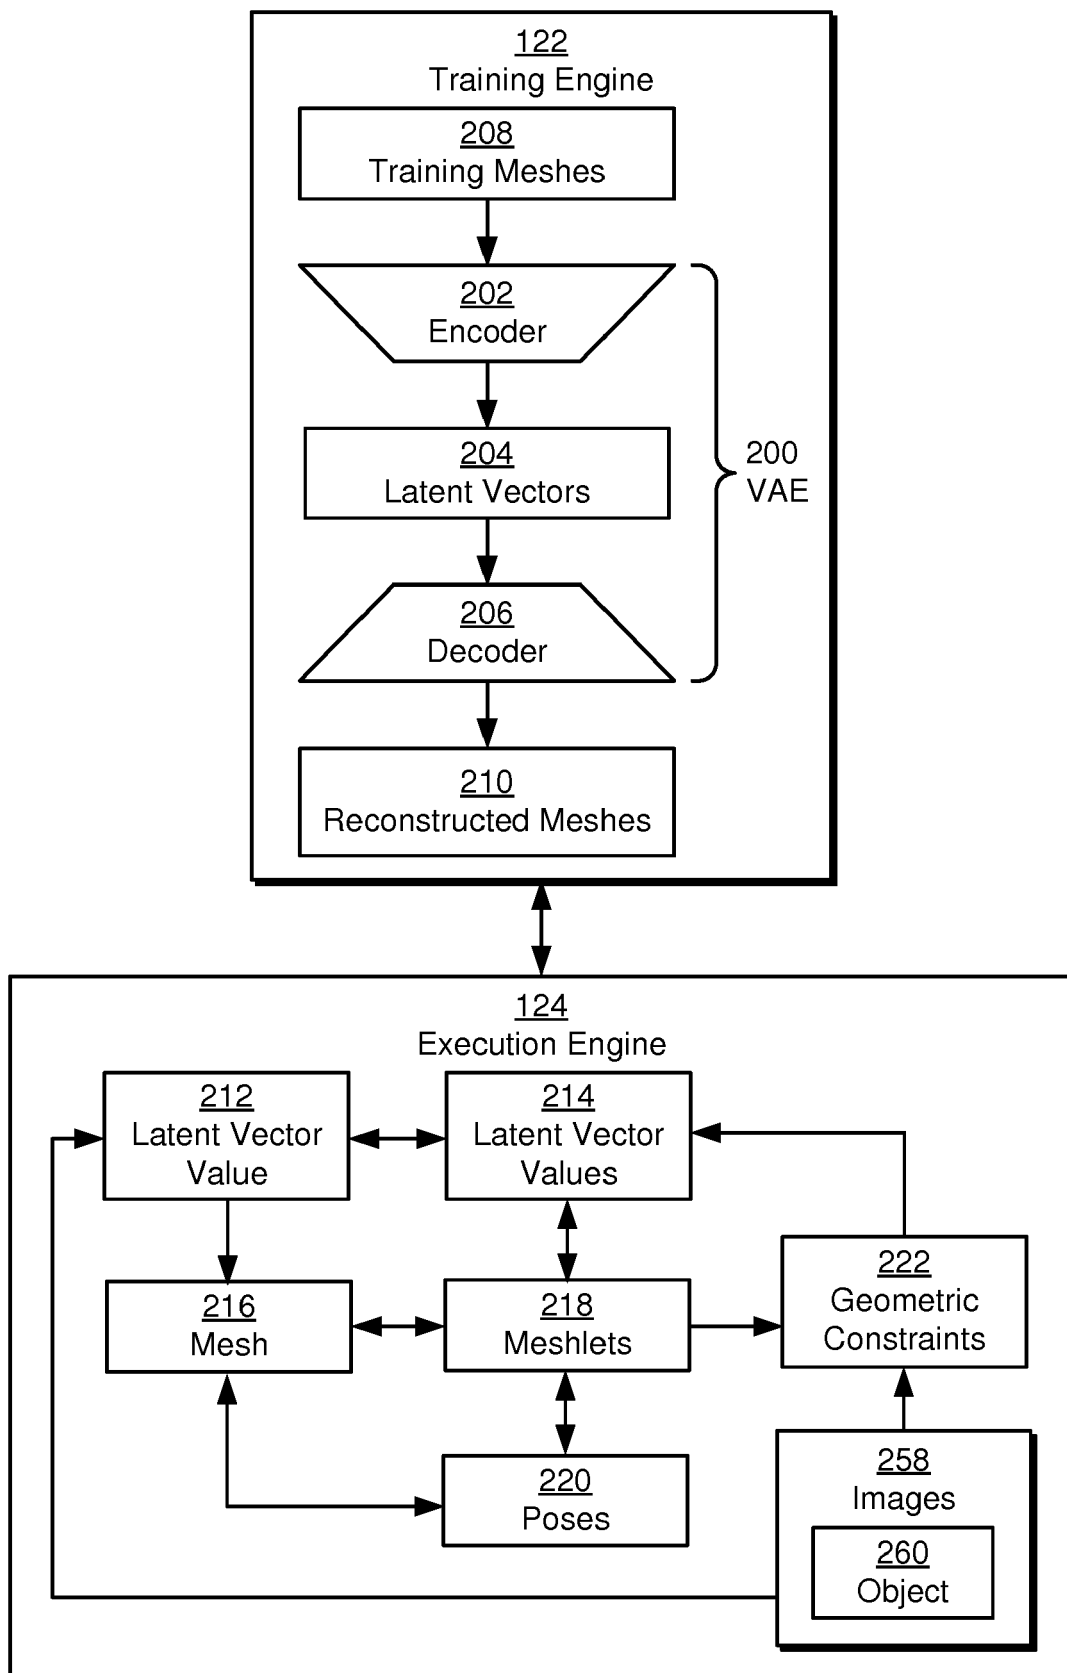 122
Training Engine
208
Training Meshes
202
Encoder
204
Latent Vectors
200
VAE
206
Decoder
210
Reconstructed Meshes
124
Execution Engine
212
Latent Vector
Value
214
Latent Vector
Values
216
Mesh
218
Meshlets
222
Geometric
Constraints
220
Poses
258
Images
260
Object